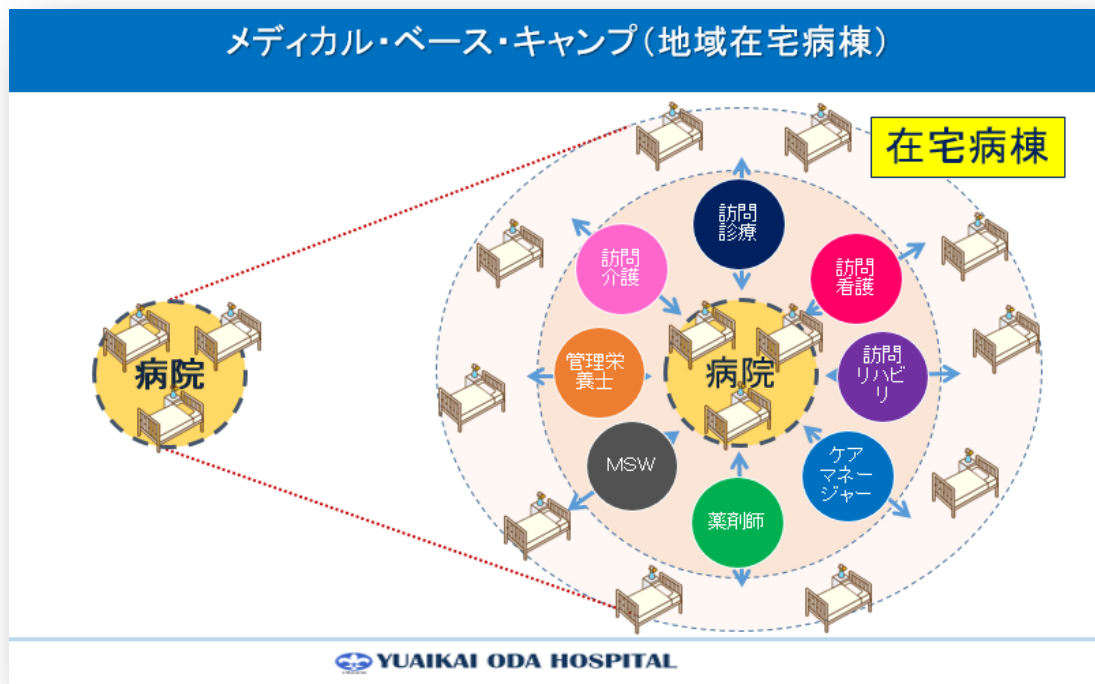 メディカル・ベース・キャンプ（地域在宅病棟）
在宅病棟
病院
訪問
診療
訪問
介護
訪問
看護
管理栄
養士
病院
訪問
リハビ
リ
MSW
ケア
マネー
ジャー
薬剤師
YUAIKAI ODA HOSPITAL